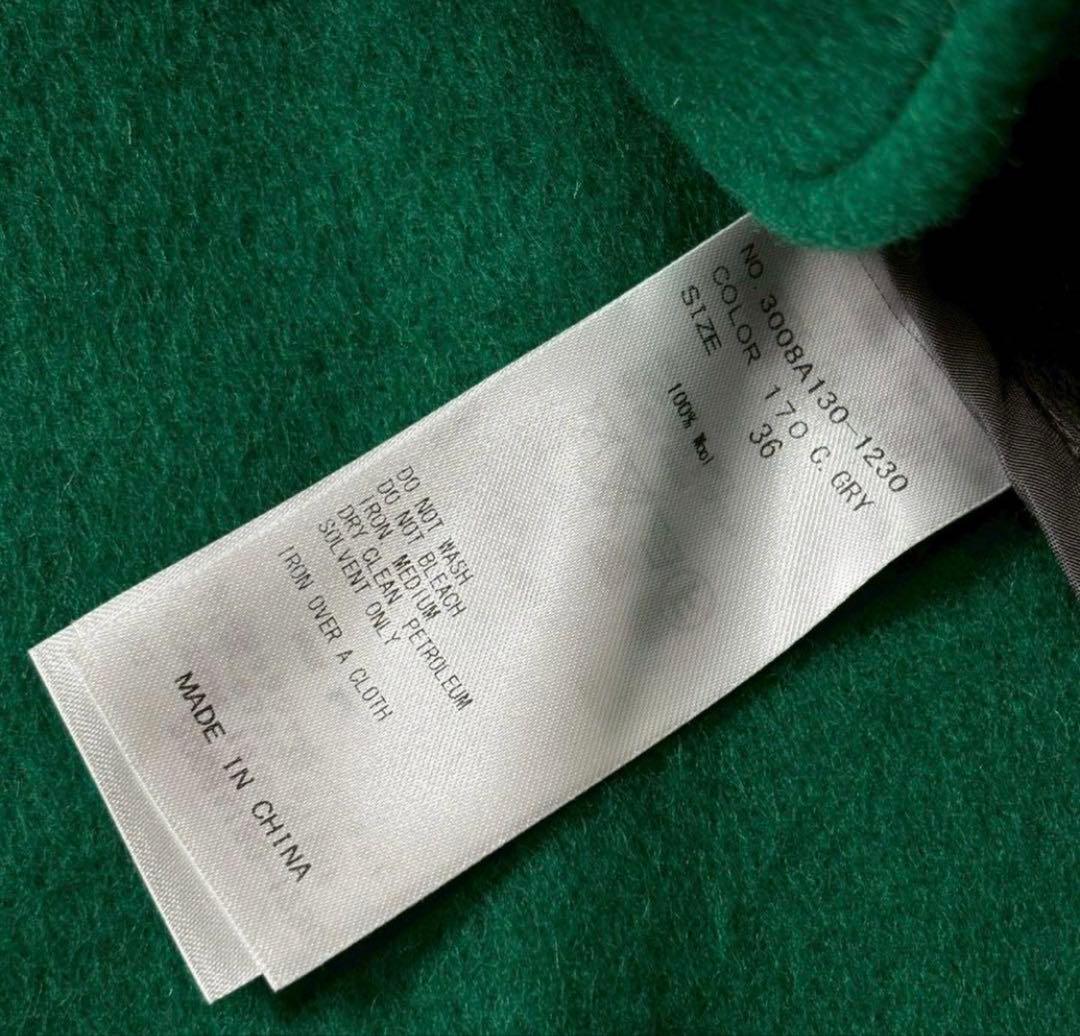 NO. 3008A130-1230
COLOR 170 C.GRY
SIZE 36
100% Wool
DO NOT WASH
DO NOT BLEACH
IRON MEDIUM
DRY CLEAN PETROLEUM
SOLVENT ONLY
IRON OVER A CLOTH
MADE IN CHINA